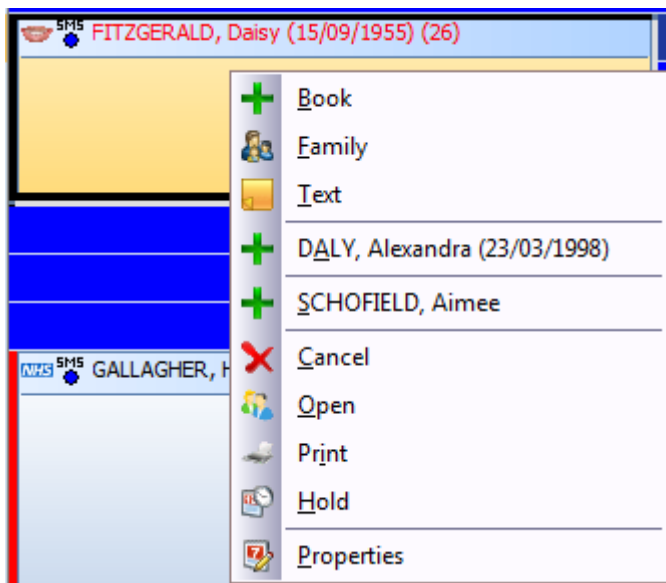 SMS FITZGERALD, Daisy (15/09/1955) (26)
Book
Family
Text
DALY, Alexandra (23/03/1998)
SCHOFIELD, Aimee
Cancel
NHS SMS GALLAGHER, H
Open
Print
Hold
Properties